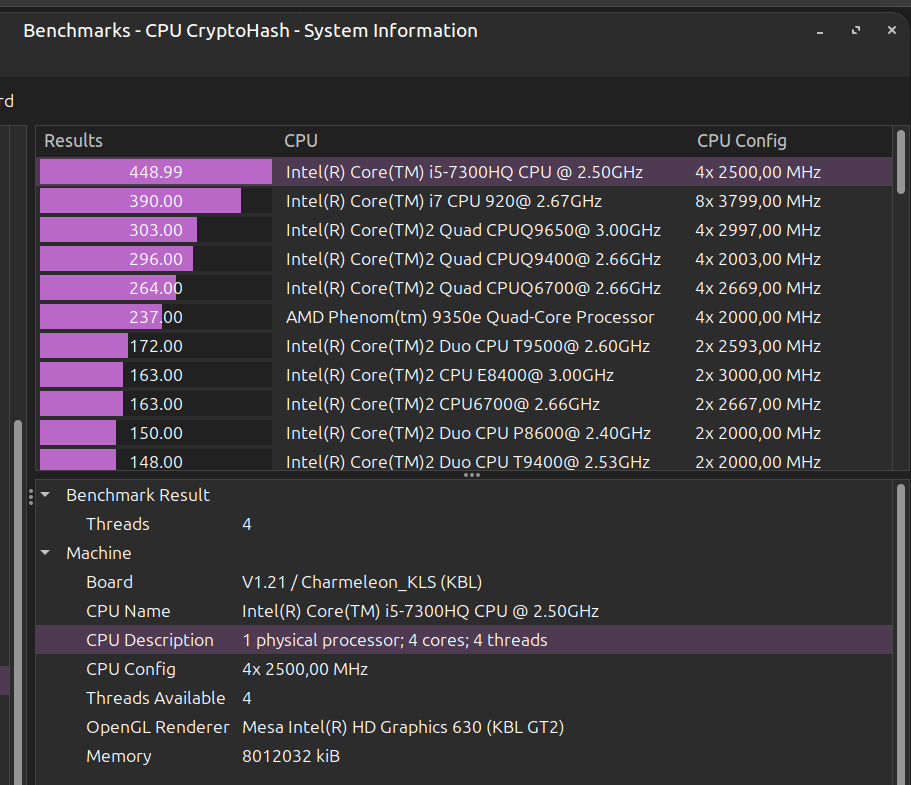 Benchmarks - CPU CryptoHash - System Information
rd
Results CPU CPU Config
448.99 Intel(R) Core(TM) i5-7300HQ CPU @ 2.50GHz 4x 2500,00 MHz
390.00 Intel(R) Core(TM) i7 CPU 920@ 2.67GHz 8x 3799,00 MHz
303.00 Intel(R) Core(TM)2 Quad CPUQ9650@ 3.00GHz 4x 2997,00 MHz
296.00 Intel(R) Core(TM)2 Quad CPUQ9400@ 2.66GHz 4x 2003,00 MHz
264.00 Intel(R) Core(TM)2 Quad CPUQ6700@ 2.66GHz 4x 2669,00 MHz
237.00 AMD Phenom(tm) 9350e Quad-Core Processor 4x 2000,00 MHz
172.00 Intel(R) Core(TM)2 Duo CPU T9500@ 2.60GHz 2x 2593,00 MHz
163.00 Intel(R) Core(TM)2 CPU E8400@ 3.00GHz 2x 3000,00 MHz
163.00 Intel(R) Core(TM)2 CPU6700@ 2.66GHz 2x 2667,00 MHz
150.00 Intel(R) Core(TM)2 Duo CPU P8600@ 2.40GHz 2x 2000,00 MHz
148.00 Intel(R) Core(TM)2 Duo CPU T9400@ 2.53GHz 2x 2000,00 MHz
Benchmark Result
Threads 4
Machine
Board V1.21 / Charmeleon_KLS (KBL)
CPU Name Intel(R) Core(TM) i5-7300HQ CPU @ 2.50GHz
CPU Description 1 physical processor; 4 cores; 4 threads
CPU Config 4x 2500,00 MHz
Threads Available 4
OpenGL Renderer Mesa Intel(R) HD Graphics 630 (KBL GT2)
Memory 8012032 kiB